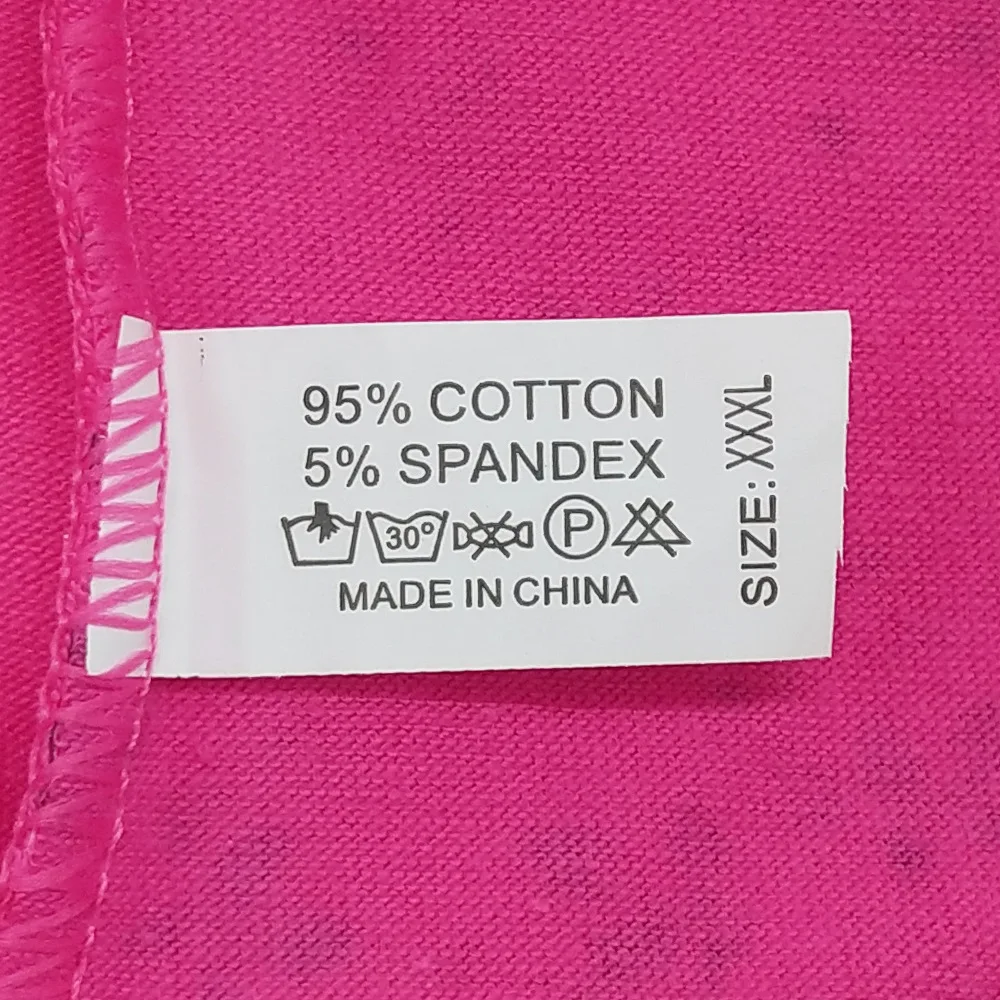 95% COTTON
5% SPANDEX
30° P
MADE IN CHINA
SIZE: XXXL